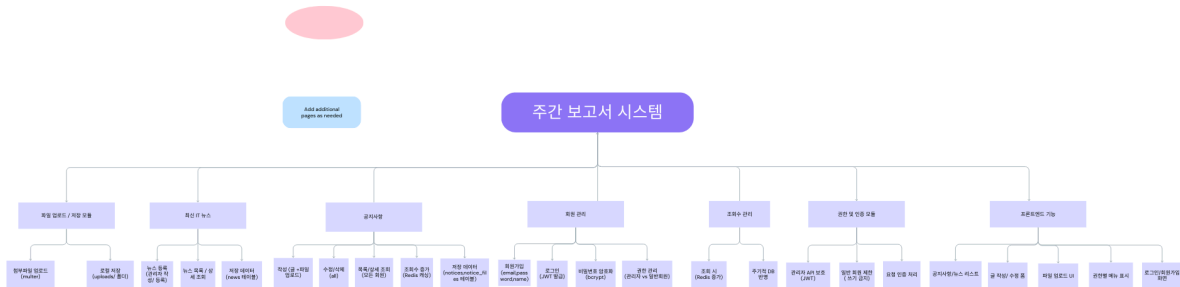 Add additional
pages as needed
주간 보고서 시스템
파일 업로드 / 저장 모듈
최신 IT 뉴스
공지사항
회원 관리
조회수 관리
권한 및 인증 모듈
프론트엔드 기능
첨부파일 업로드
(multer)
로컬 저장
(uploads/ 폴더)
뉴스 등록
(관리자 작
성/ 등록)
뉴스 목록 / 상
세 조회
저장 데이터
(news 테이블)
작성 (글 +파일
업로드)
수정/삭제
목록/상세 조회
(모든 회원)
조회수 증가
(Redis 캐싱)
저장 데이터
es 테이블)
회원가입
(email,pass
word,name)
로그인
(JWT 발급)
비밀번호 암호화
(bcrypt)
권한 관리
(관리자 vs 일반회원)
조회 시
(Redis 증가)
주기적 DB
반영
관리자 API 보호
(JWT)
일반 회원 제한
( 쓰기 금지)
요청 인증 처리
공지사항/뉴스 리스트
글 작성/ 수정 폼
파일 업로드 UI
권한별 메뉴 표시
로그인/회원가입
화면